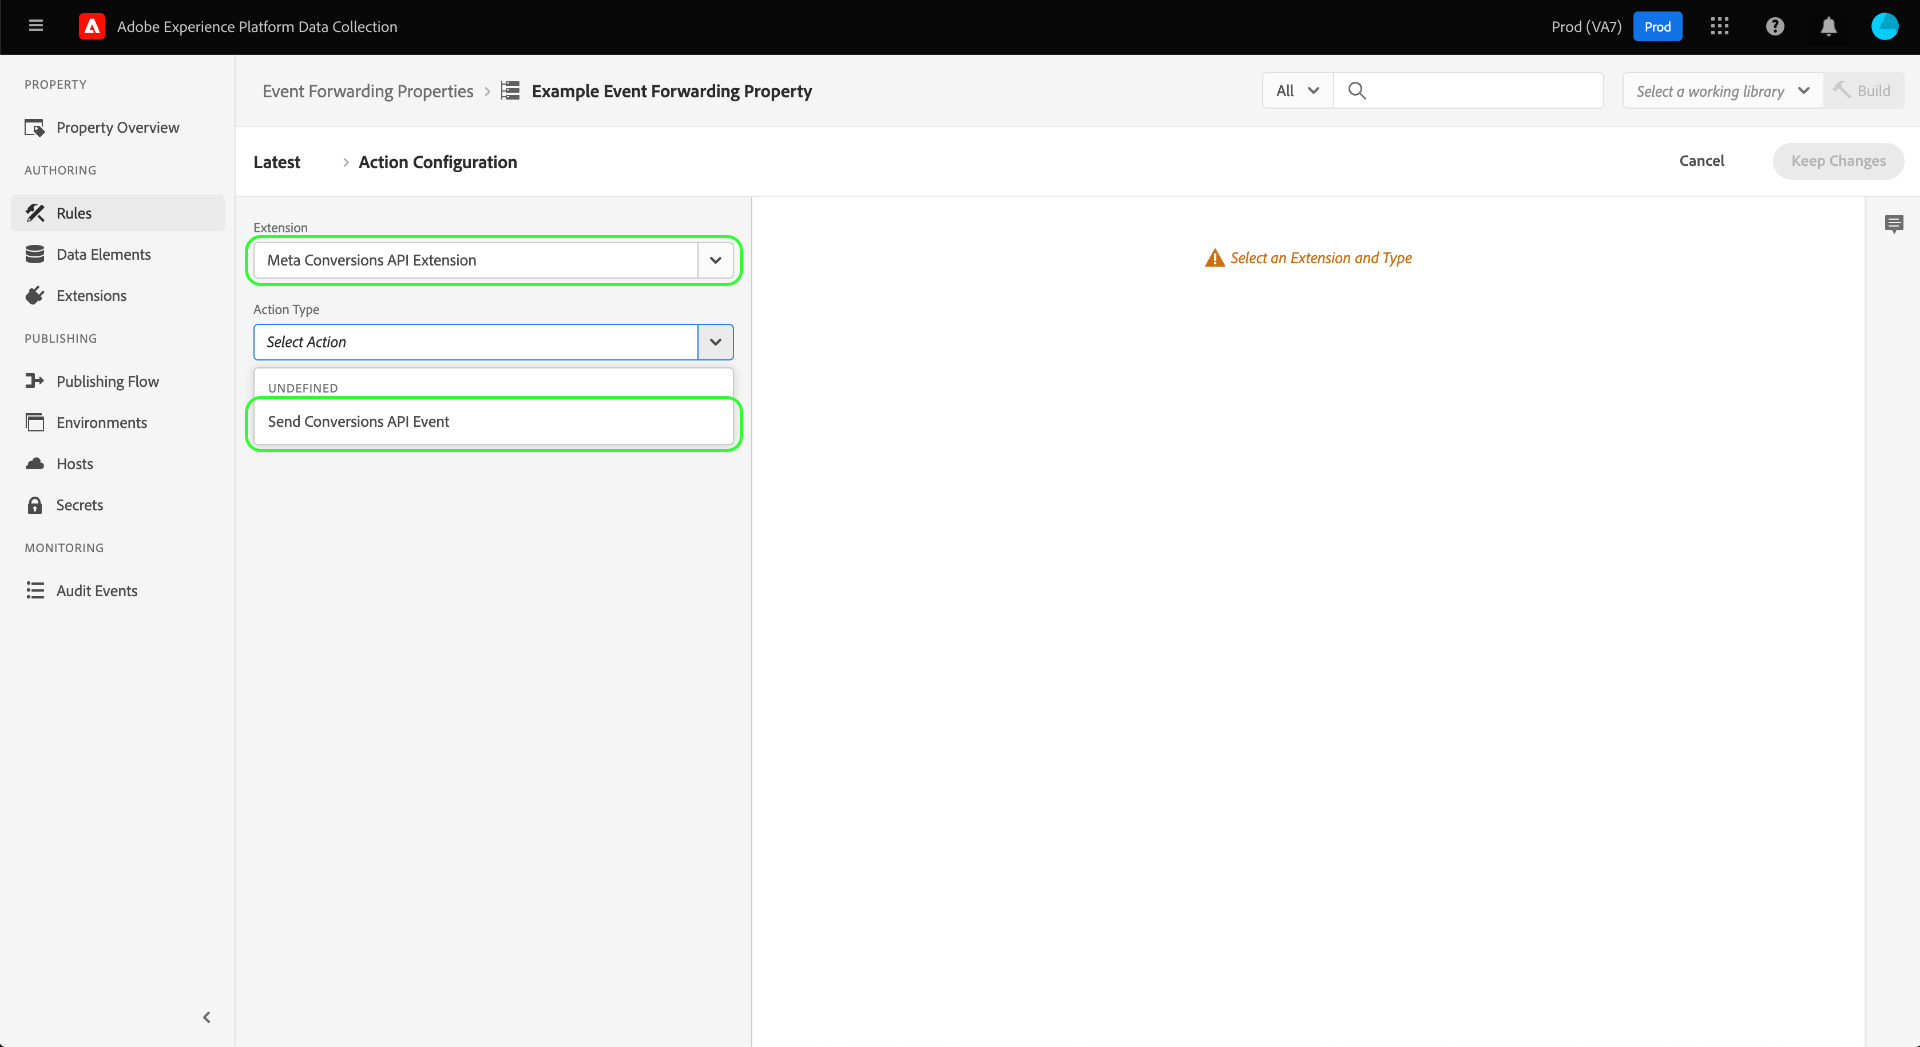 Adobe Experience Platform Data Collection
Prod (VA7)
Prod
PROPERTY
Property Overview
AUTHORING
Rules
Data Elements
Extensions
PUBLISHING
Publishing Flow
Environments
Hosts
Secrets
MONITORING
Audit Events
Event Forwarding Properties
Example Event Forwarding Property
All
Select a working library
Build
Latest
Action Configuration
Cancel
Keep Changes
Extension
Meta Conversions API Extension
Action Type
Select Action
UNDEFINED
Send Conversions API Event
Select an Extension and Type